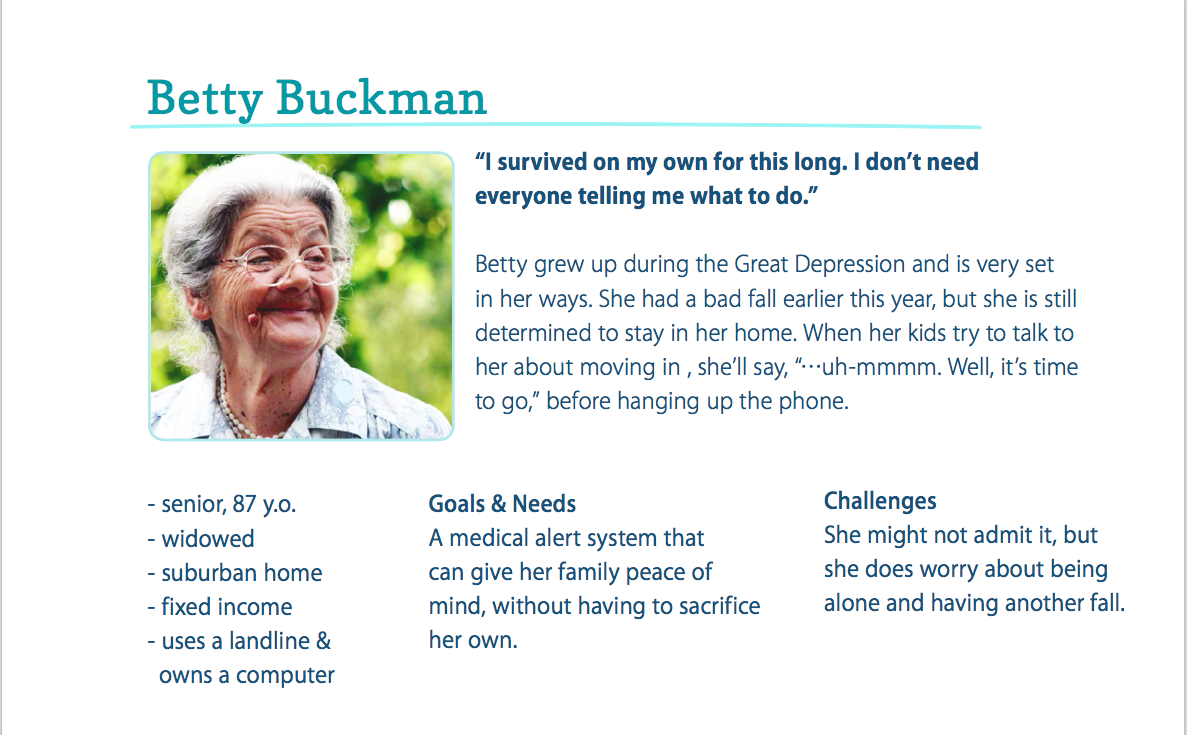 Betty Buckman
“I survived on my own for this long. I don’t need
everyone telling me what to do.”
Betty grew up during the Great Depression and is very set
in her ways. She had a bad fall earlier this year, but she is still
determined to stay in her home. When her kids try to talk to
her about moving in , she’ll say, “···uh-mmmm. Well, it’s time
to go,” before hanging up the phone.
- senior, 87 y.o.
- widowed
- suburban home
- fixed income
- uses a landline &
owns a computer
Goals & Needs
A medical alert system that
can give her family peace of
mind, without having to sacrifice
her own.
Challenges
She might not admit it, but
she does worry about being
alone and having another fall.